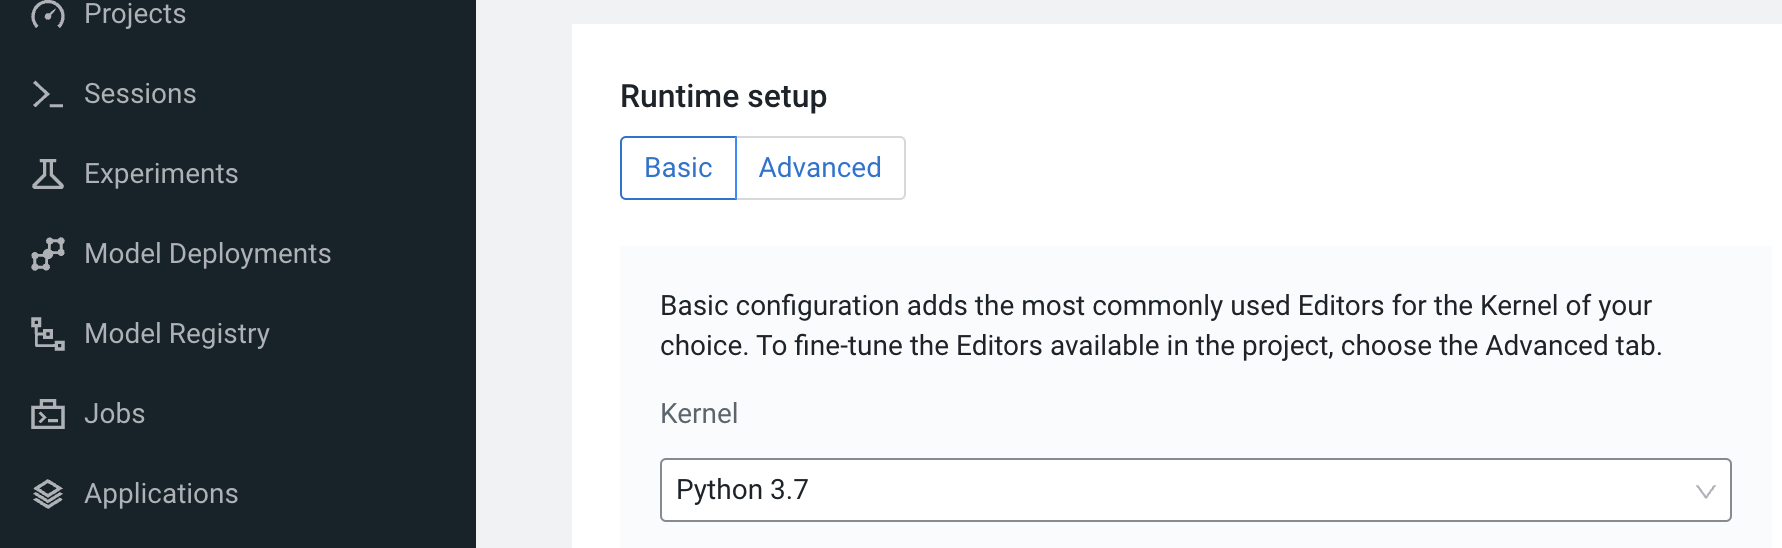 Projects
Sessions
Experiments
Model Deployments
Model Registry
Jobs
Applications
Runtime setup
Basic
Advanced
Basic configuration adds the most commonly used Editors for the Kernel of your
choice. To fine-tune the Editors available in the project, choose the Advanced tab.
Kernel
Python 3.7